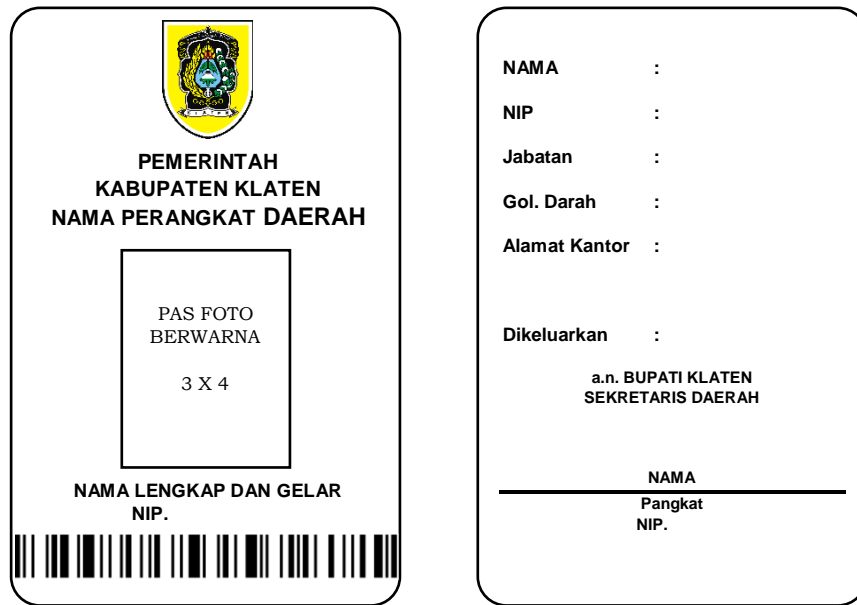 PEMERINTAH
KABUPATEN KLATEN
NAMA PERANGKAT DAERAH
PAS FOTO
BERWARNA
3 X 4
NAMA LENGKAP DAN GELAR
NIP.
NAMA :
NIP :
Jabatan :
Gol. Darah :
Alamat Kantor :
Dikeluarkan :
a.n. BUPATI KLATEN
SEKRETARIS DAERAH
NAMA
Pangkat
NIP.